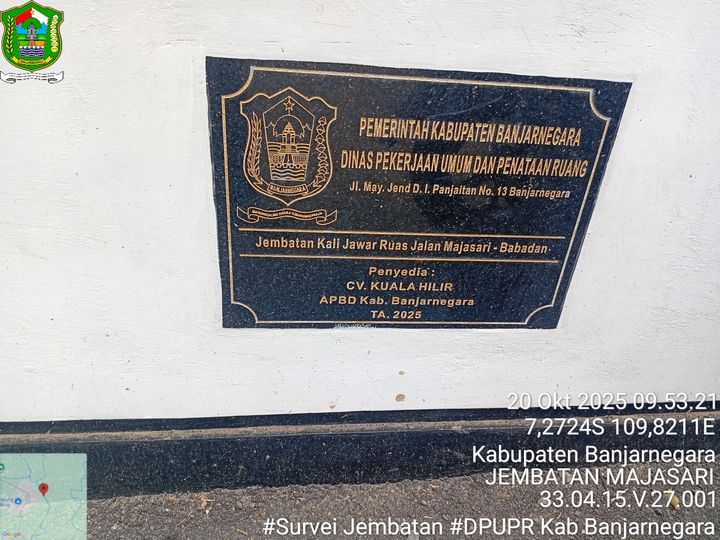 BANJARNEGARA
PEMERINTAH KABUPATEN BANJARNEGARA
DINAS PEKERJAAN UMUM DAN PENATAAN RUANG
Jl. May. Jend D. I. Panjaitan No. 13 Banjarnegara
Jembatan Kali Jawar Ruas Jalan Majasari - Babadan
Penyedia :
CV. KUALA HILIR
APBD Kab. Banjarnegara
TA. 2025
20 Okt 2025 09.53.21
7,2724S 109,8211E
Kabupaten Banjarnegara
JEMBATAN MAJASARI
33.04.15.V.27.001
#Survei Jembatan #DPUPR Kab.Banjarnegara
Google